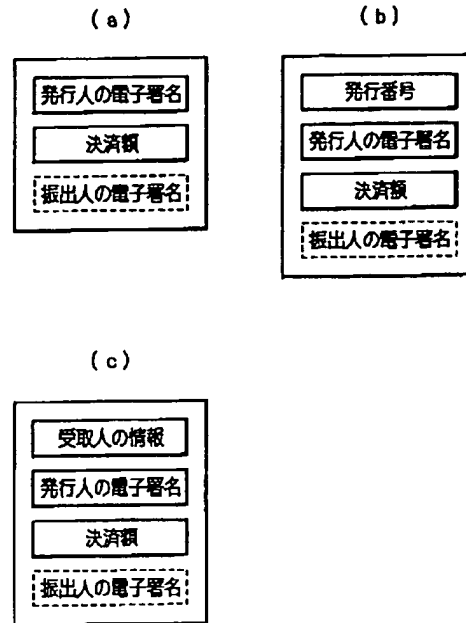 (a)
発行人の電子署名
決済額
振出人の電子署名
(b)
発行番号
発行人の電子署名
決済額
振出人の電子署名
(c)
受取人の情報
発行人の電子署名
決済額
振出人の電子署名